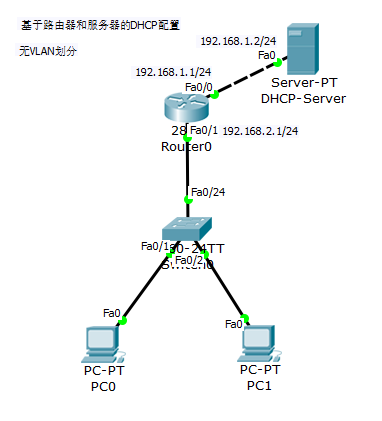 基于路由器和服务器的DHCP配置
无VLAN划分
192.168.1.2/24
Fa0
192.168.1.1/24
Server-PT
DHCP-Server
Fa0/0
28
Fa0/1
192.168.2.1/24
Router0
Fa0/24
Fa0/1
Fa0/2
Fa0
Fa0
PC-PT
PC0
PC-PT
PC1